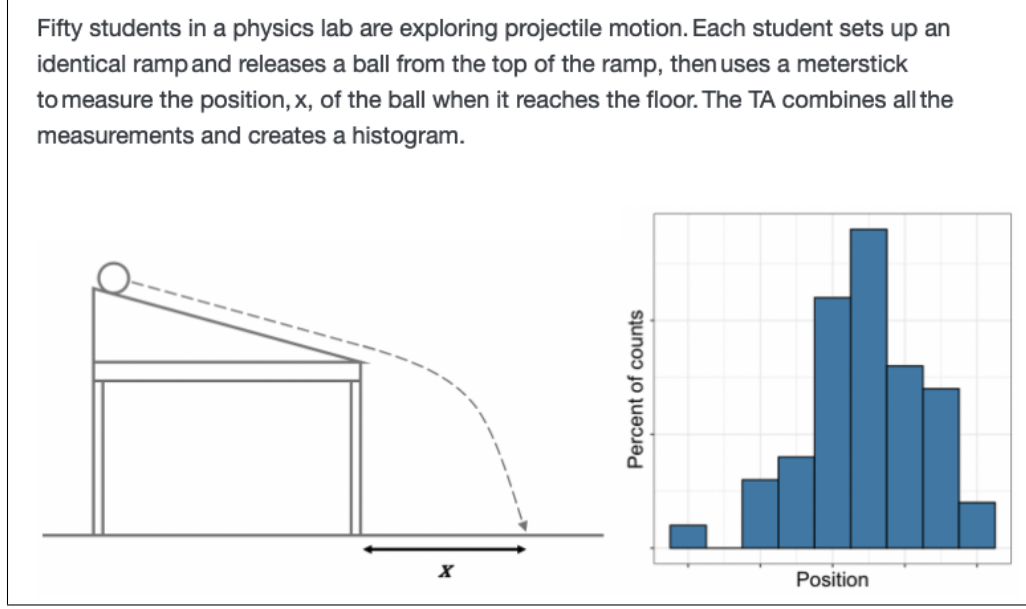 Fifty students in a physics lab are exploring projectile motion. Each student sets up an
identical ramp and releases a ball from the top of the ramp, then uses a meterstick
to measure the position, x, of the ball when it reaches the floor. The TA combines all the
measurements and creates a histogram.
x
Percent of counts
Position